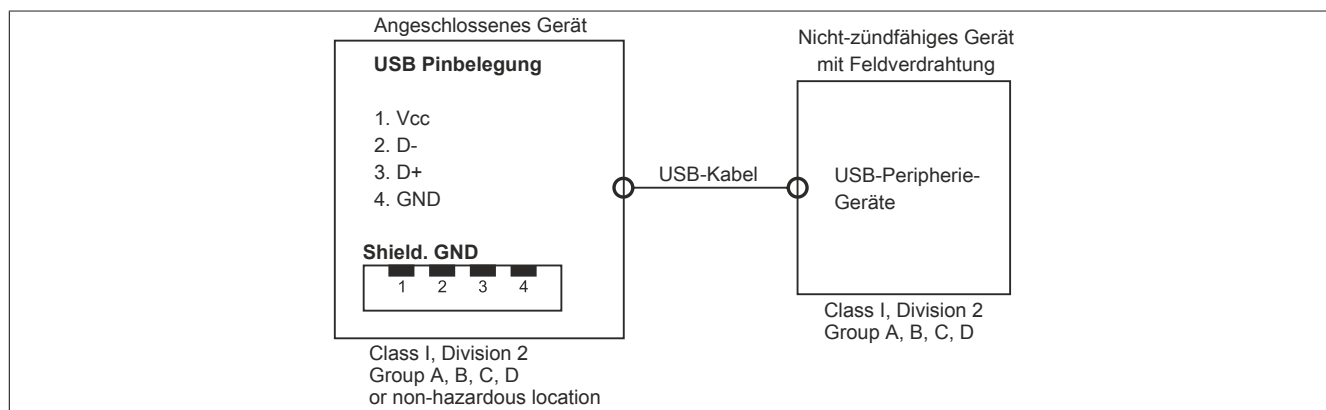 Angeschlossenes Gerät
USB Pinbelegung
1. Vcc
2. D-
3. D+
4. GND
Shield. GND
1 2 3 4
Class I, Division 2
Group A, B, C, D
or non-hazardous location
USB-Kabel
Nicht-zündfähiges Gerät
mit Feldverdrahtung
USB-Peripherie-
Geräte
Class I, Division 2
Group A, B, C, D